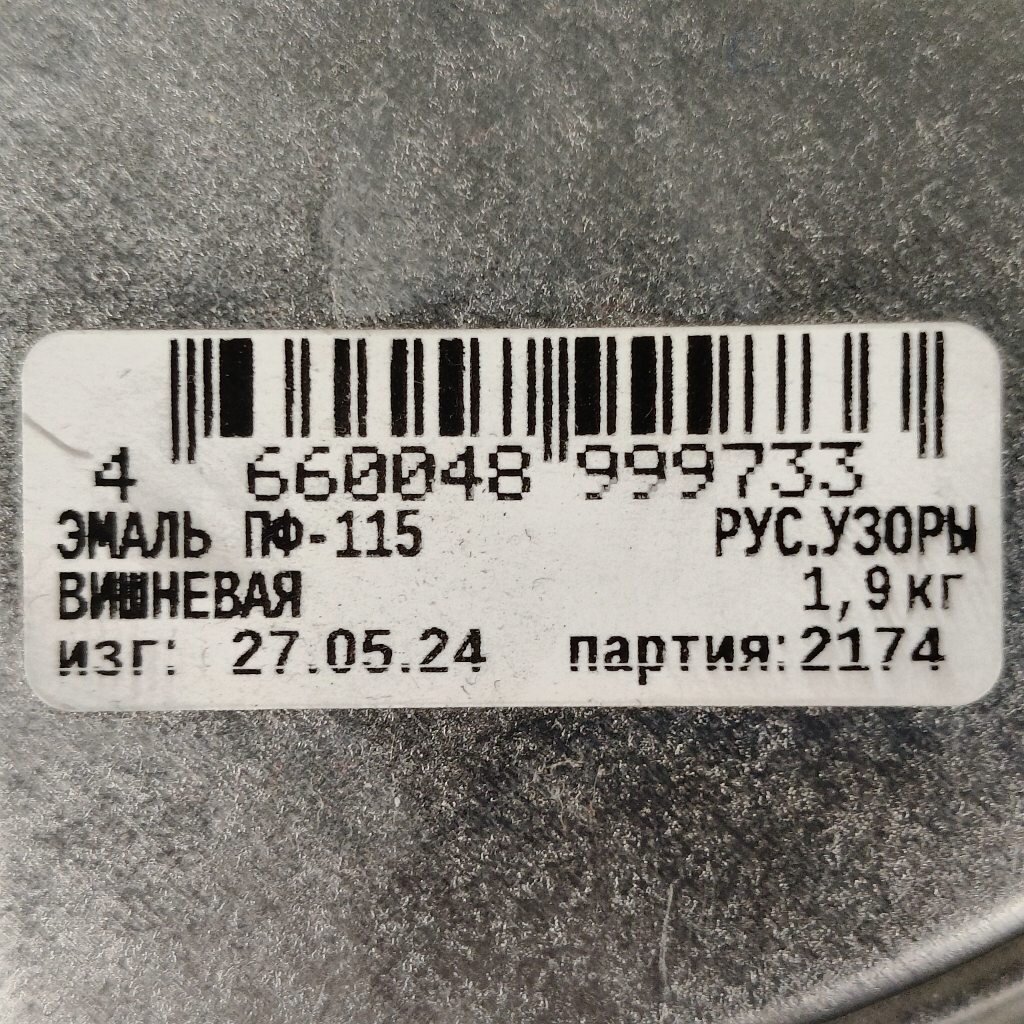 4 660048 999733
ЭМАЛЬ ПФ-115 РУС.УЗОРЫ
ВИШНЕВАЯ 1,9 кг
изг: 27.05.24 партия:2174